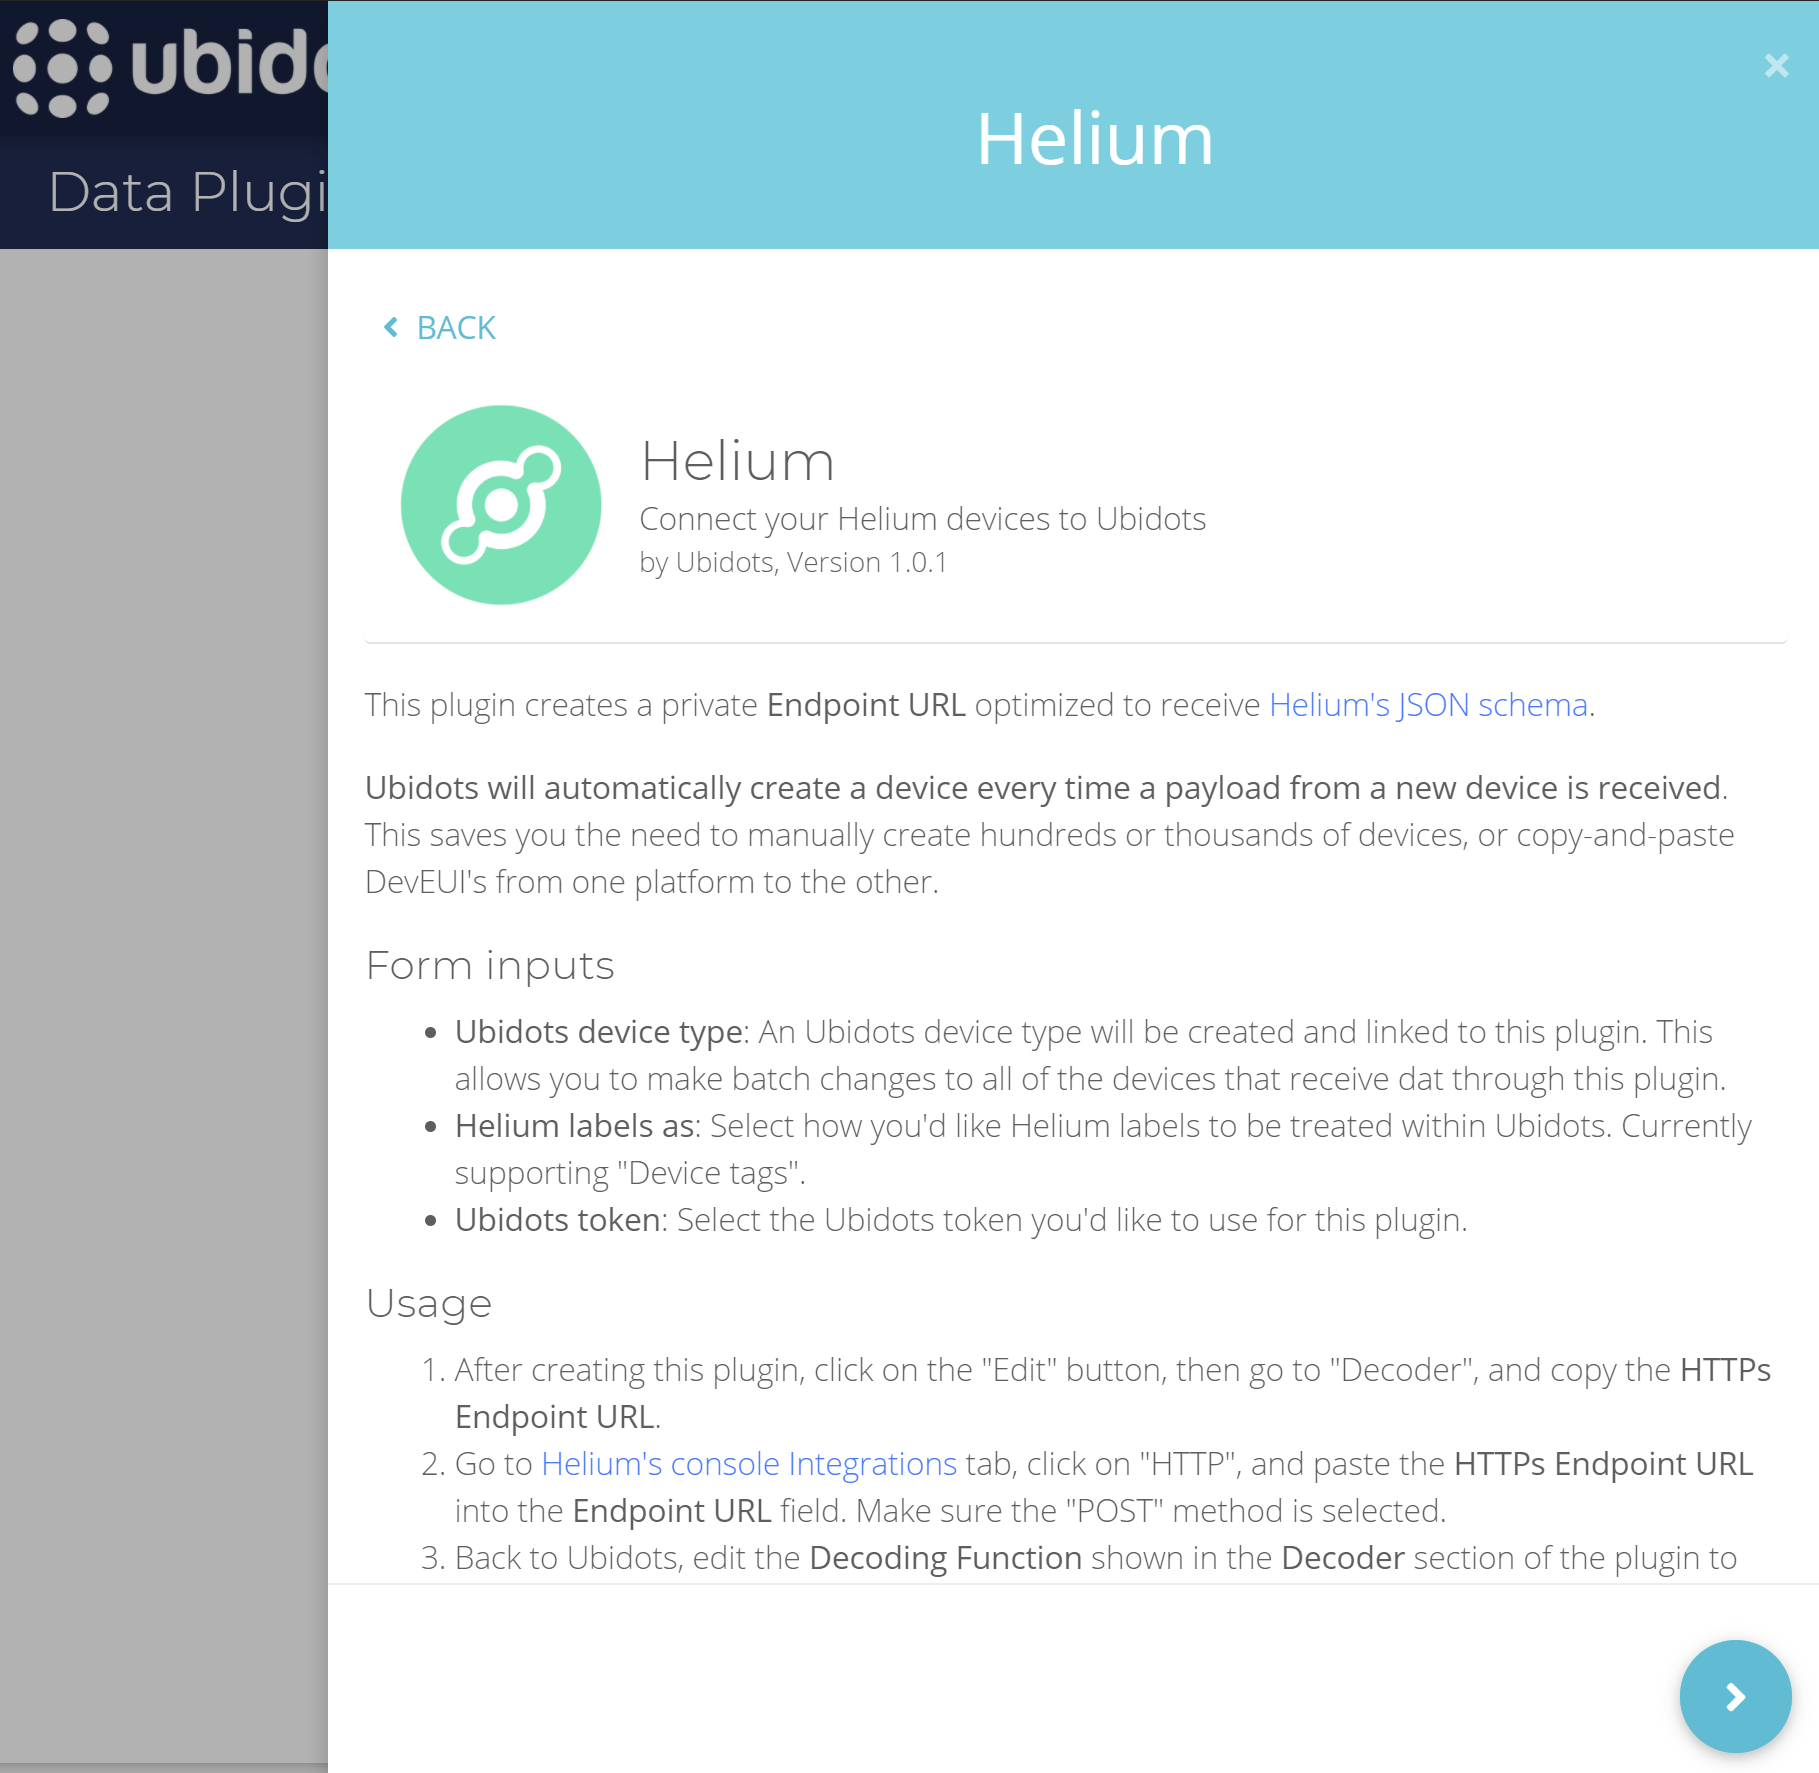 ubido
Data Plugi
×
Helium
BACK
Helium
Connect your Helium devices to Ubidots
by Ubidots, Version 1.0.1
This plugin creates a private Endpoint URL optimized to receive Helium's JSON schema.
Ubidots will automatically create a device every time a payload from a new device is received.
This saves you the need to manually create hundreds or thousands of devices, or copy-and-paste
DevEUI's from one platform to the other.
Form inputs
• Ubidots device type: An Ubidots device type will be created and linked to this plugin. This
allows you to make batch changes to all of the devices that receive dat through this plugin.
• Helium labels as: Select how you'd like Helium labels to be treated within Ubidots. Currently
supporting "Device tags".
• Ubidots token: Select the Ubidots token you'd like to use for this plugin.
Usage
1. After creating this plugin, click on the "Edit" button, then go to "Decoder", and copy the HTTPs
Endpoint URL.
2. Go to Helium's console Integrations tab, click on "HTTP", and paste the HTTPs Endpoint URL
into the Endpoint URL field. Make sure the "POST" method is selected.
3. Back to Ubidots, edit the Decoding Function shown in the Decoder section of the plugin to